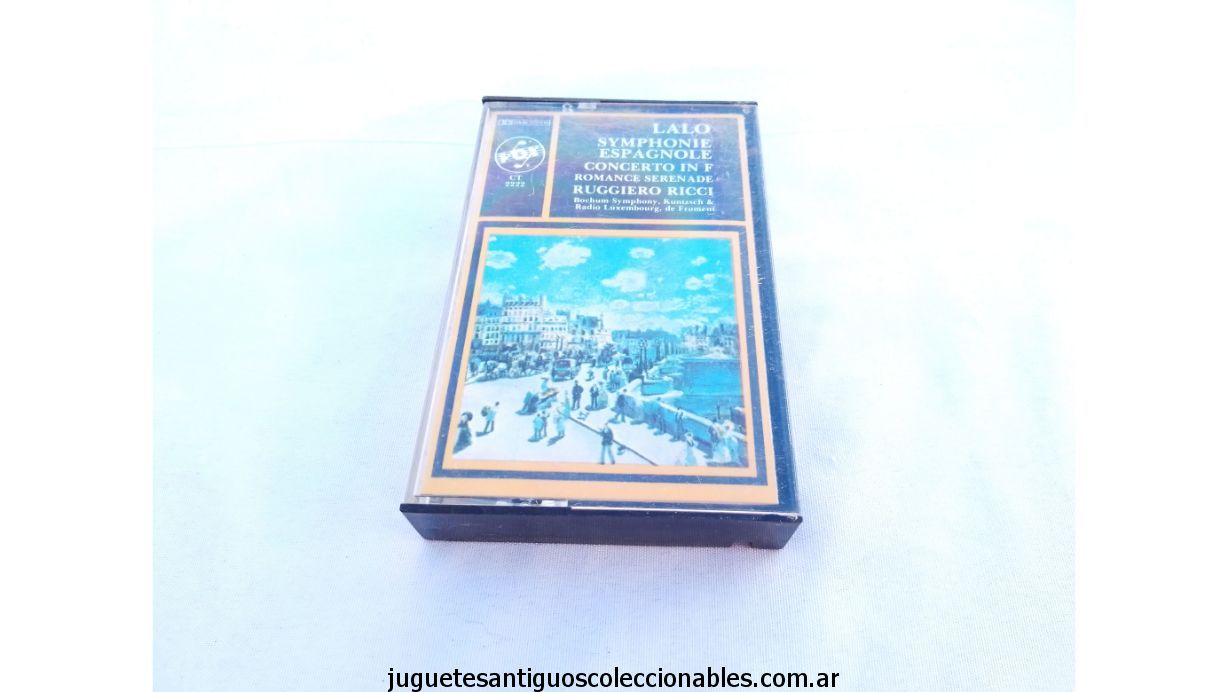 VOX
CT
2222
LALO
SYMPHONIE
ESPAGNOLE
CONCERTO IN F
ROMANCE SERENADE
RUGGIERO RICCI
Bochum Symphony, Kuntzsch &
Radio Luxembourg, de Froment
juguetesantiguoscoleccionables.com.ar